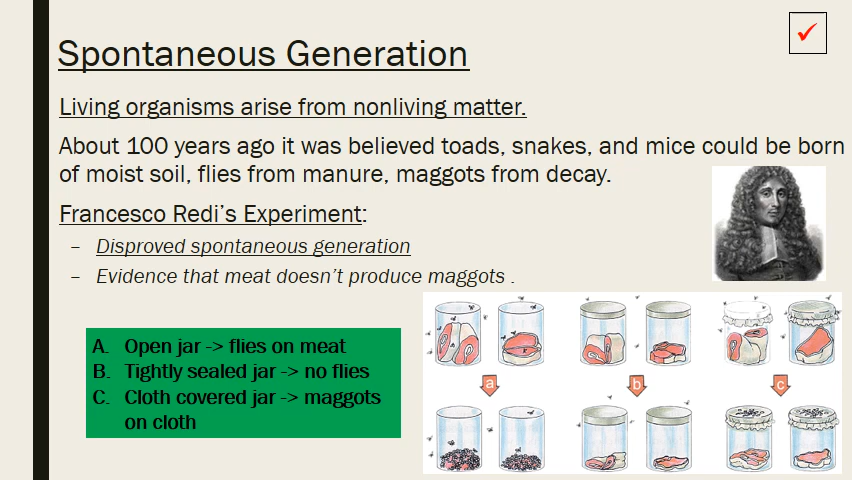 Spontaneous Generation
Living organisms arise from nonliving matter.
About 100 years ago it was believed toads, snakes, and mice could be born
of moist soil, flies from manure, maggots from decay.
Francesco Redi's Experiment:
– Disproved spontaneous generation
– Evidence that meat doesn't produce maggots .
A. Open jar -> flies on meat
B. Tightly sealed jar -> no flies
C. Cloth covered jar -> maggots
on cloth
a b c